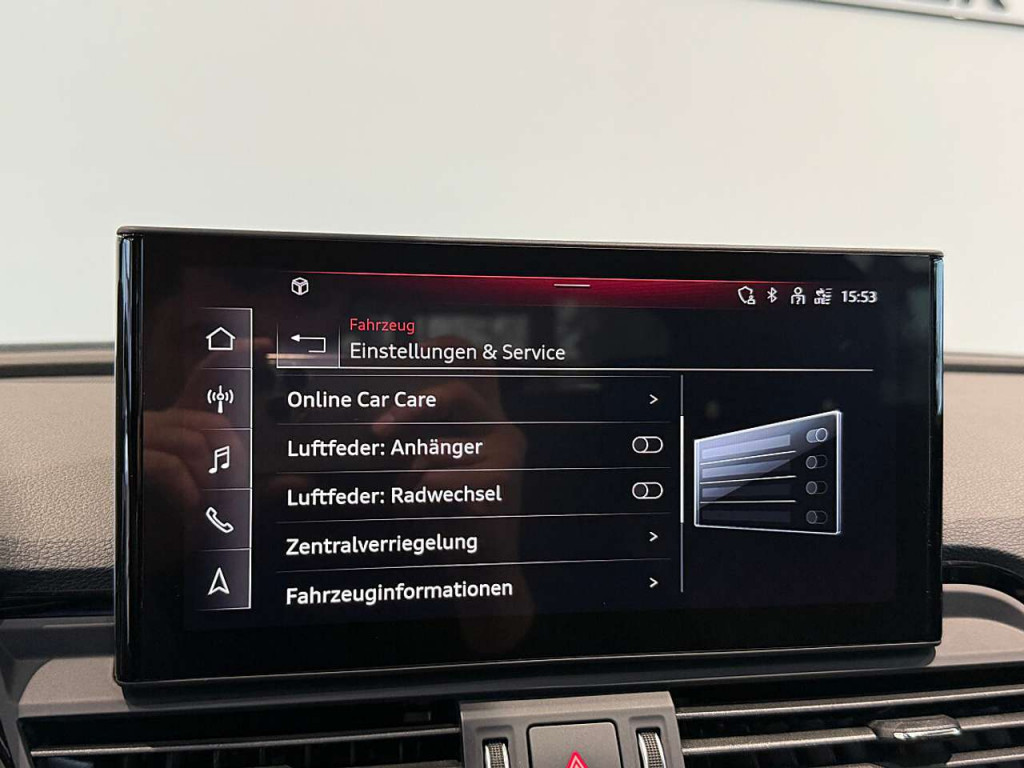 15:53
Fahrzeug
Einstellungen & Service
Online Car Care
Luftfeder: Anhänger
Luftfeder: Radwechsel
Zentralverriegelung
Fahrzeuginformationen